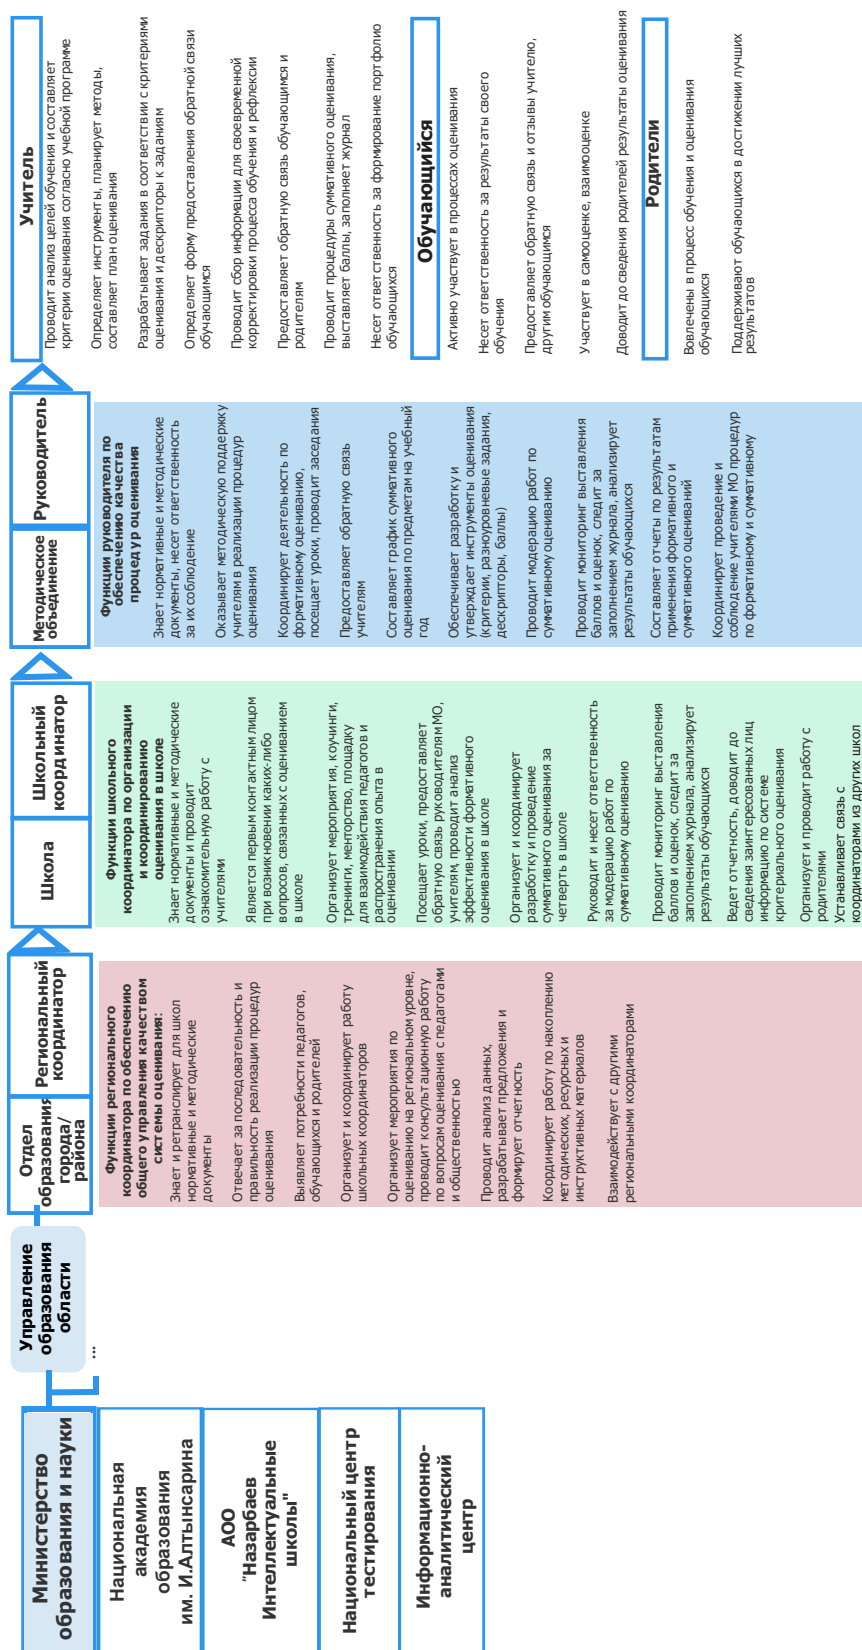 Министерство
образования и науки
Национальная
академия
образования
им. И.Алтынсарина
АОО
"Назарбаев
Интеллектуальные
школы"
Национальный центр
тестирования
Информационно-
аналитический
центр
Управление
образования
области
...
Отдел
образования
города/
района
Региональный
координатор
Функции регионального
координатора по обеспечению
общего управления качеством
системы оценивания:
Знает и ретранслирует для школ
нормативные и методические
документы
Отвечает за последовательность и
правильность реализации процедур
оценивания
Выявляет потребности педагогов,
обучающихся и родителей
Организует и координирует работу
школьных координаторов
Организует мероприятия по
оцениванию на региональном уровне,
проводит консультационную работу
по вопросам оценивания с педагогами
и общественностью
Проводит анализ данных,
разрабатывает предложения и
формирует отчетность
Координирует работу по накоплению
методических, ресурсных и
инструктивных материалов
Взаимодействует с другими
региональными координаторами
Школа
Школьный
координатор
Функции школьного
координатора по организации
и координированию
оценивания в школе
Знает нормативные и методические
документы и проводит
ознакомительную работу с
учителями
Является первым контактным лицом
при возникновении каких-либо
вопросов, связанных с оцениванием
в школе
Организует мероприятия, коучинги,
тренинги, менторство, площадку
для взаимодействия педагогов и
распространения опыта в
оценивании
Посещает уроки, предоставляет
обратную связь руководителям МО,
учителям, проводит анализ
эффективности формативного
оценивания в школе
Организует и координирует
разработку и проведение
суммативного оценивания за
четверть в школе
Руководит и несет ответственность
за модерацию работ по
суммативному оцениванию
Проводит мониторинг выставления
баллов и оценок, следит за
заполнением журнала, анализирует
результаты обучающихся
Ведет отчетность, доводит до
сведения заинтересованных лиц
информацию по системе
критериального оценивания
Организует и проводит работу с
родителями
Устанавливает связь с
координаторами из других школ
Методическое
объединение
Руководитель
Функции руководителя по
обеспечению качества
процедур оценивания
Знает нормативные и методические
документы, несет ответственность
за их соблюдение
Оказывает методическую поддержку
учителям в реализации процедур
оценивания
Координирует деятельность по
формативному оцениванию,
посещает уроки, проводит заседания
Предоставляет обратную связь
учителям
Составляет график суммативного
оценивания по предметам на учебный
год
Обеспечивает разработку и
утверждает инструменты оценивания
(критерии, разноуровневые задания,
дескрипторы, баллы)
Проводит модерацию работ по
суммативному оцениванию
Проводит мониторинг выставления
баллов и оценок, следит за
заполнением журнала, анализирует
результаты обучающихся
Составляет отчеты по результатам
применения формативного и
суммативного оценований
Координирует проведение и
соблюдение учителями МО процедур
по формативному и суммативному
Учитель
Проводит анализ целей обучения и составляет
критерии оценивания согласно учебной программе
Определяет инструменты, планирует методы,
составляет план оценивания
Разрабатывает задания в соответствии с критериями
оценивания и дескрипторы к заданиям
Определяет форму предоставления обратной связи
обучающимся
Проводит сбор информации для своевременной
корректировки процесса обучения и рефлексии
Предоставляет обратную связь обучающимся и
родителям
Проводит процедуры суммативного оценивания,
выставляет баллы, заполняет журнал
Несет ответственность за формирование портфолио
обучающихся
Обучающийся
Активно участвует в процессах оценивания
Несет ответственность за результаты своего
обучения
Предоставляет обратную связь и отзывы учителю,
другим обучающимся
Участвует в самооценке, взаимооценке
Доводит до сведения родителей результаты оценивания
Родители
Вовлечены в процесс обучения и оценивания
обучающихся
Поддерживают обучающихся в достижении лучших
результатов